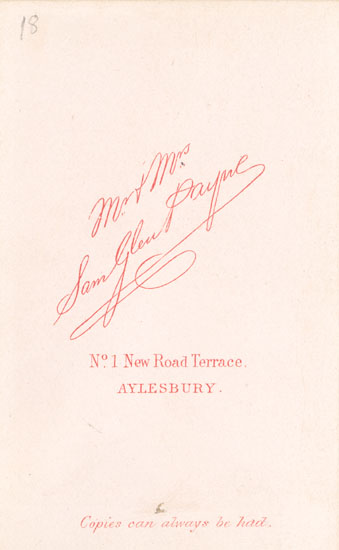 18
Mr & Mrs
Sam Glen Payne
No. 1 New Road Terrace.
AYLESBURY.
Copies can always be had.